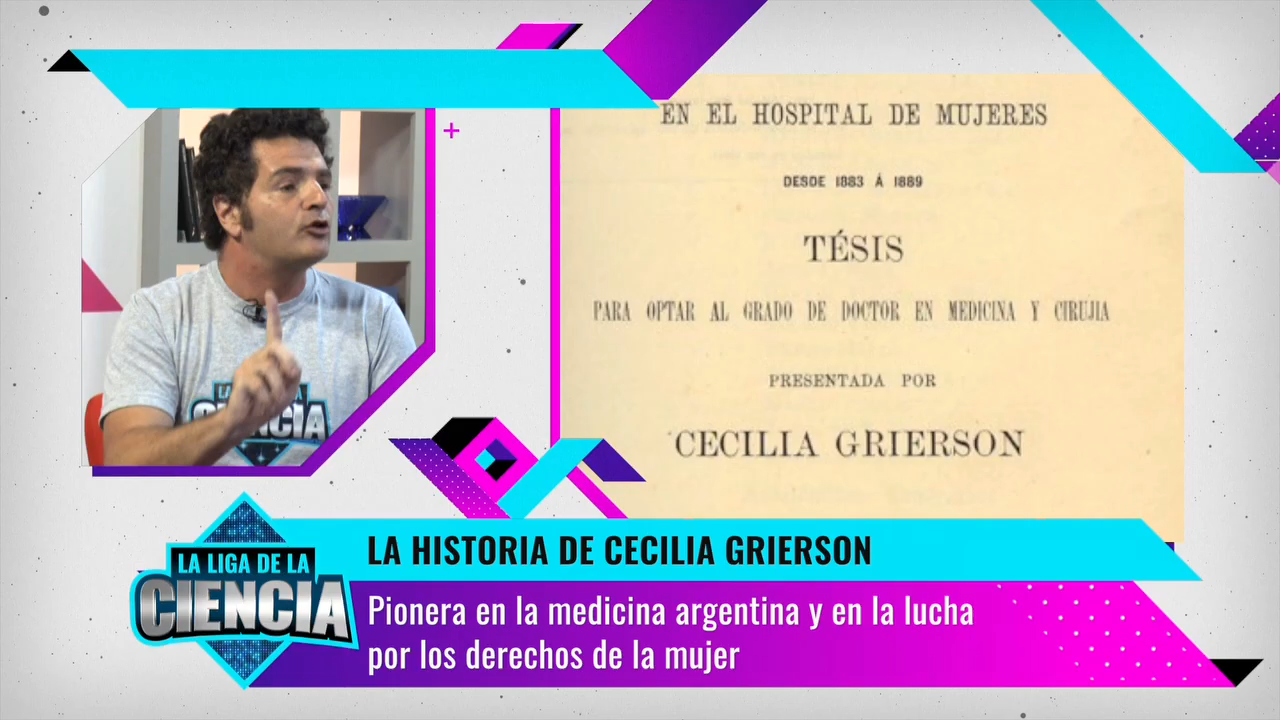 EN EL HOSPITAL DE MUJERES
DESDE 1883 Á 1889
TÉSIS
PARA OPTAR AL GRADO DE DOCTOR EN MEDICINA Y CIRUJIA
PRESENTADA POR
CECILIA GRIERSON
LA LIGA DE LA
CIENCIA
LA HISTORIA DE CECILIA GRIERSON
Pionera en la medicina argentina y en la lucha
por los derechos de la mujer